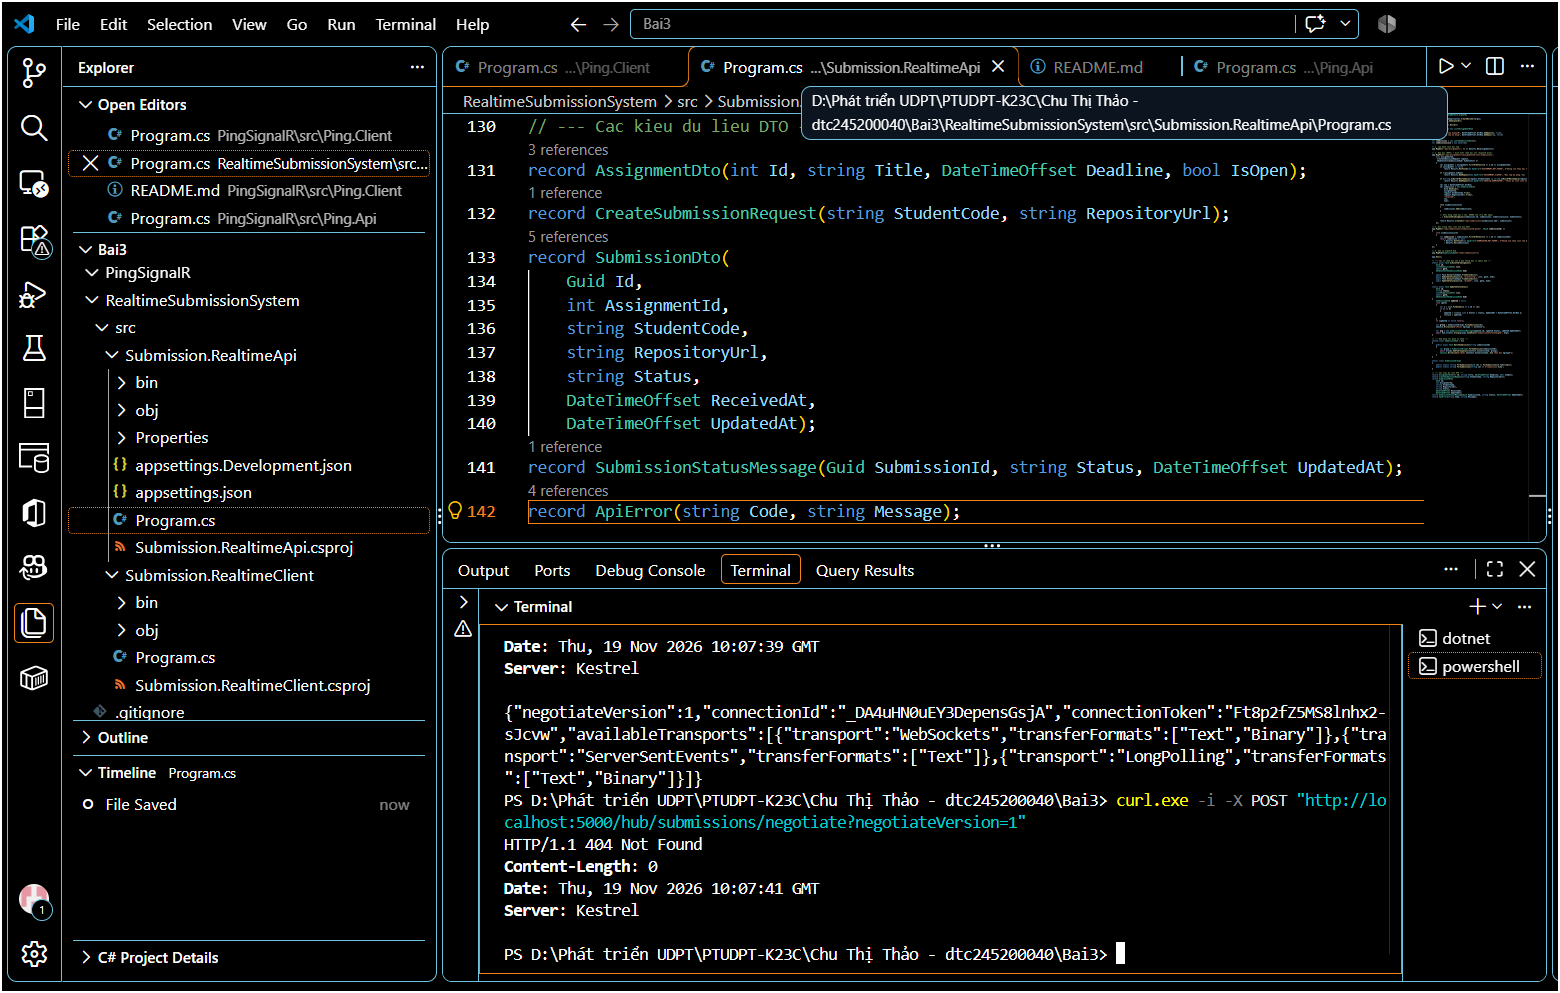 File Edit Selection View Go Run Terminal Help
Bai3
Explorer
Open Editors
Program.cs PingSignalR\src\Ping.Client
Program.cs RealtimeSubmissionSystem\src...
README.md PingSignalR\src\Ping.Client
Program.cs PingSignalR\src\Ping.Api
Bai3
PingSignalR
RealtimeSubmissionSystem
src
Submission.RealtimeApi
bin
obj
Properties
appsettings.Development.json
appsettings.json
Program.cs
Submission.RealtimeApi.csproj
Submission.RealtimeClient
bin
obj
Program.cs
Submission.RealtimeClient.csproj
.gitignore
Outline
Timeline Program.cs
File Saved now
C# Project Details
1
Program.cs ...\Ping.Client
Program.cs ...\Submission.RealtimeApi
README.md
Program.cs ...\Ping.Api
RealtimeSubmissionSystem > src > Submission.
D:\Phát triển UDPT\PTUDPT-K23C\Chu Thị Thảo -
dtc245200040\Bai3\RealtimeSubmissionSystem\src\Submission.RealtimeApi\Program.cs
130 // --- Cac kieu du lieu DTO
3 references
131 record AssignmentDto(int Id, string Title, DateTimeOffset Deadline, bool IsOpen);
1 reference
132 record CreateSubmissionRequest(string StudentCode, string RepositoryUrl);
5 references
133 record SubmissionDto(
134 Guid Id,
135 int AssignmentId,
136 string StudentCode,
137 string RepositoryUrl,
138 string Status,
139 DateTimeOffset ReceivedAt,
140 DateTimeOffset UpdatedAt);
1 reference
141 record SubmissionStatusMessage(Guid SubmissionId, string Status, DateTimeOffset UpdatedAt);
4 references
142 record ApiError(string Code, string Message);
Output Ports Debug Console Terminal Query Results
Terminal
dotnet
powershell
Date: Thu, 19 Nov 2026 10:07:39 GMT
Server: Kestrel
{"negotiateVersion":1,"connectionId":"_DA4uHN0uEY3DepensGsjA","connectionToken":"Ft8p2fZ5MS8lnhx2-
sJcvw","availableTransports":[{"transport":"WebSockets","transferFormats":["Text","Binary"]},{"tra
nsport":"ServerSentEvents","transferFormats":["Text"]},{"transport":"LongPolling","transferFormats
":["Text","Binary"]}]}
PS D:\Phát triển UDPT\PTUDPT-K23C\Chu Thị Thảo - dtc245200040\Bai3> curl.exe -i -X POST "http://lo
calhost:5000/hub/submissions/negotiate?negotiateVersion=1"
HTTP/1.1 404 Not Found
Content-Length: 0
Date: Thu, 19 Nov 2026 10:07:41 GMT
Server: Kestrel
PS D:\Phát triển UDPT\PTUDPT-K23C\Chu Thị Thảo - dtc245200040\Bai3>